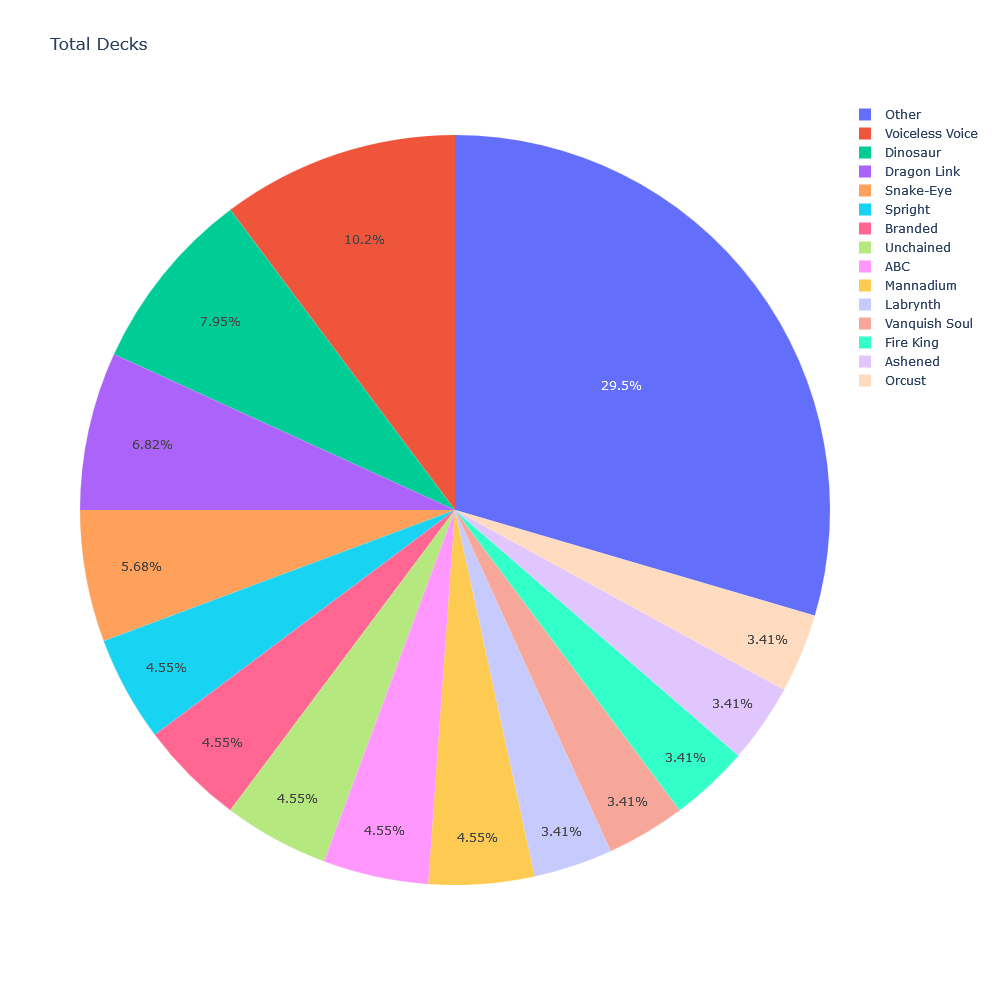 Total Decks
Other
Voiceless Voice
Dinosaur
Dragon Link
Snake-Eye
Spright
Branded
Unchained
ABC
Mannadium
Labrynth
Vanquish Soul
Fire King
Ashened
Orcust
10.2%
7.95%
29.5%
6.82%
5.68%
4.55%
4.55%
4.55%
4.55%
4.55%
3.41%
3.41%
3.41%
3.41%
3.41%